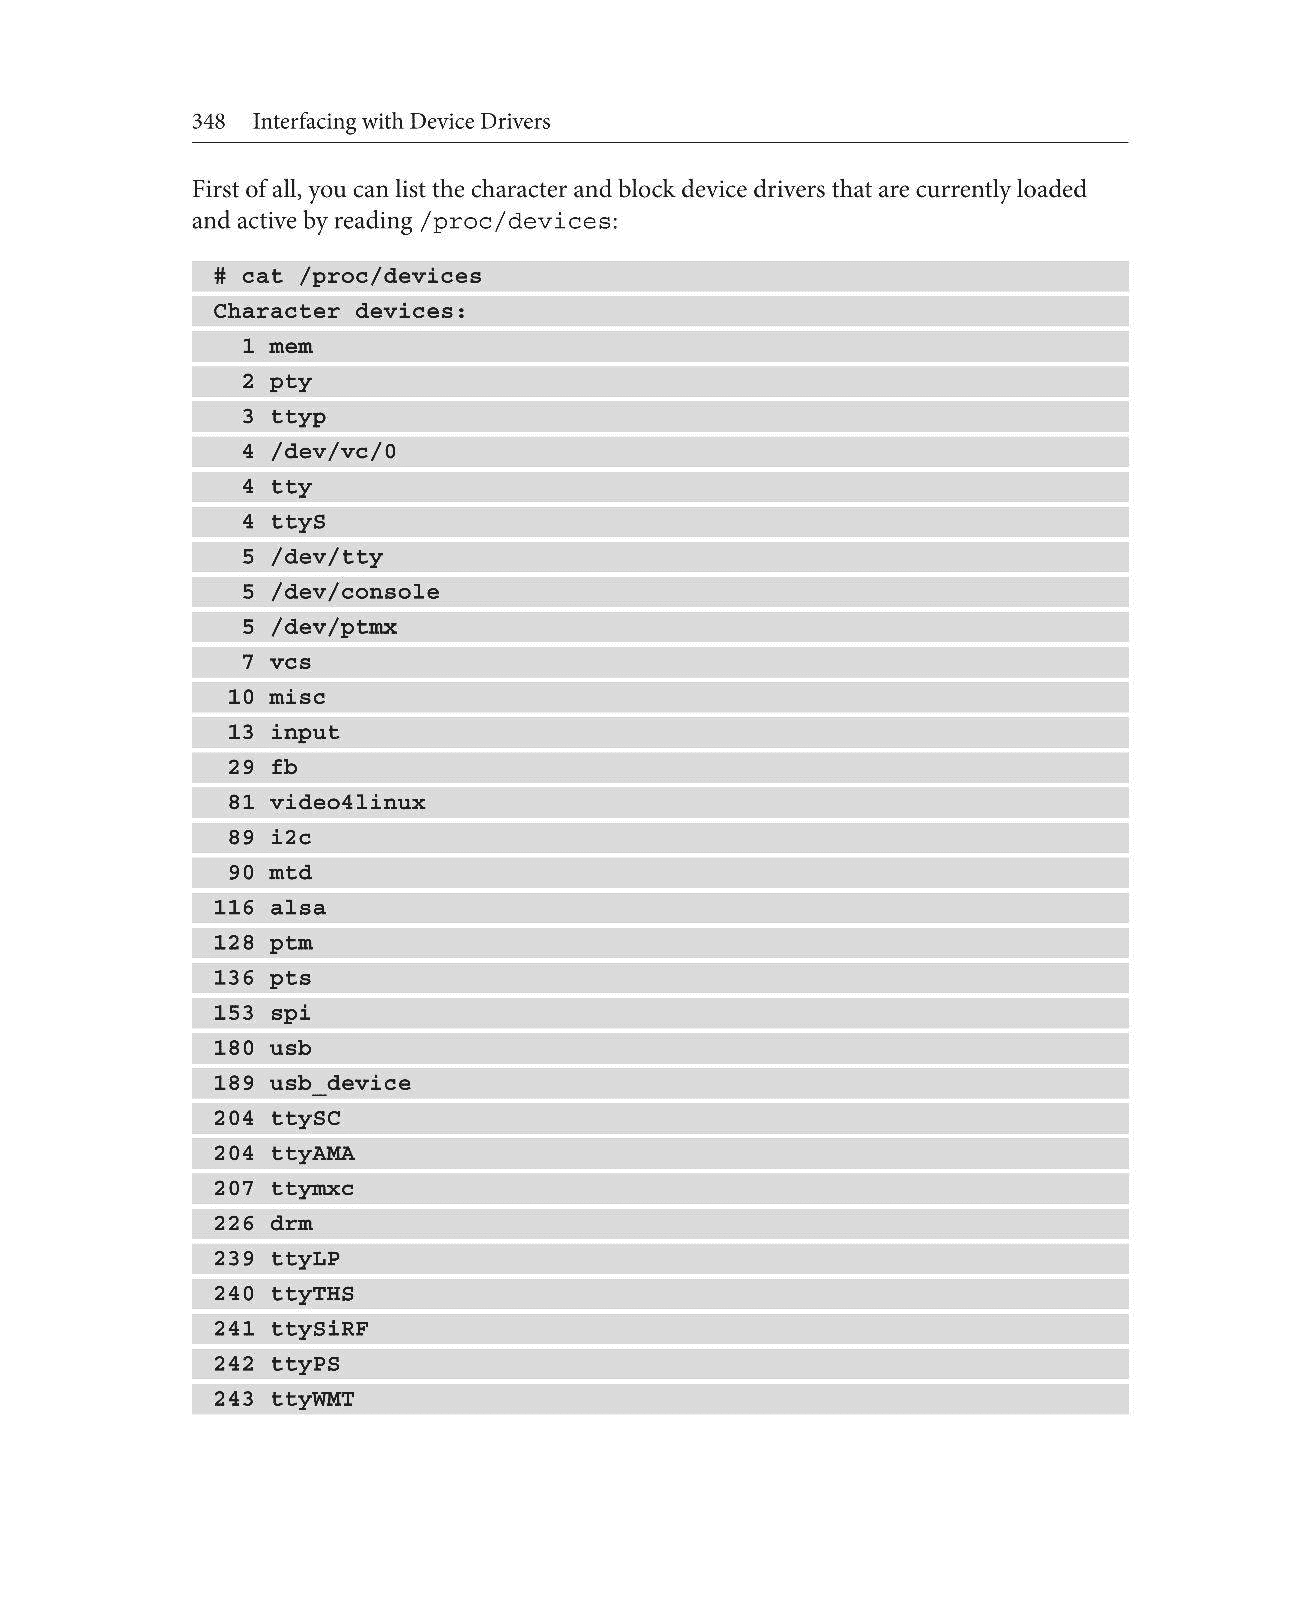 348 Interfacing with Device Drivers
First of all, you can list the character and block device drivers that are currently loaded
and active by reading /proc/devices:
# cat /proc/devices
Character devices:
  1 mem
  2 pty
  3 ttyp
  4 /dev/vc/0
  4 tty
  4 ttyS
  5 /dev/tty
  5 /dev/console
  5 /dev/ptmx
  7 vcs
 10 misc
 13 input
 29 fb
 81 video4linux
 89 i2c
 90 mtd
116 alsa
128 ptm
136 pts
153 spi
180 usb
189 usb_device
204 ttySC
204 ttyAMA
207 ttymxc
226 drm
239 ttyLP
240 ttyTHS
241 ttySiRF
242 ttyPS
243 ttyWMT